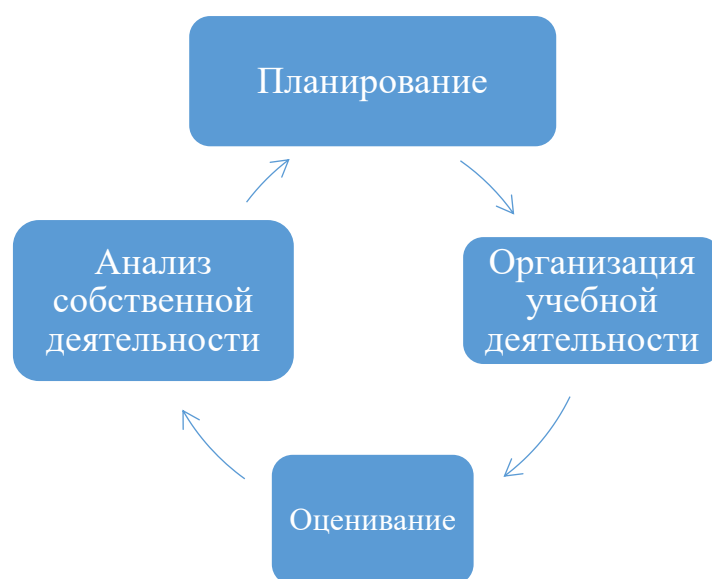 Планирование
Организация
учебной
деятельности
Оценивание
Анализ
собственной
деятельности